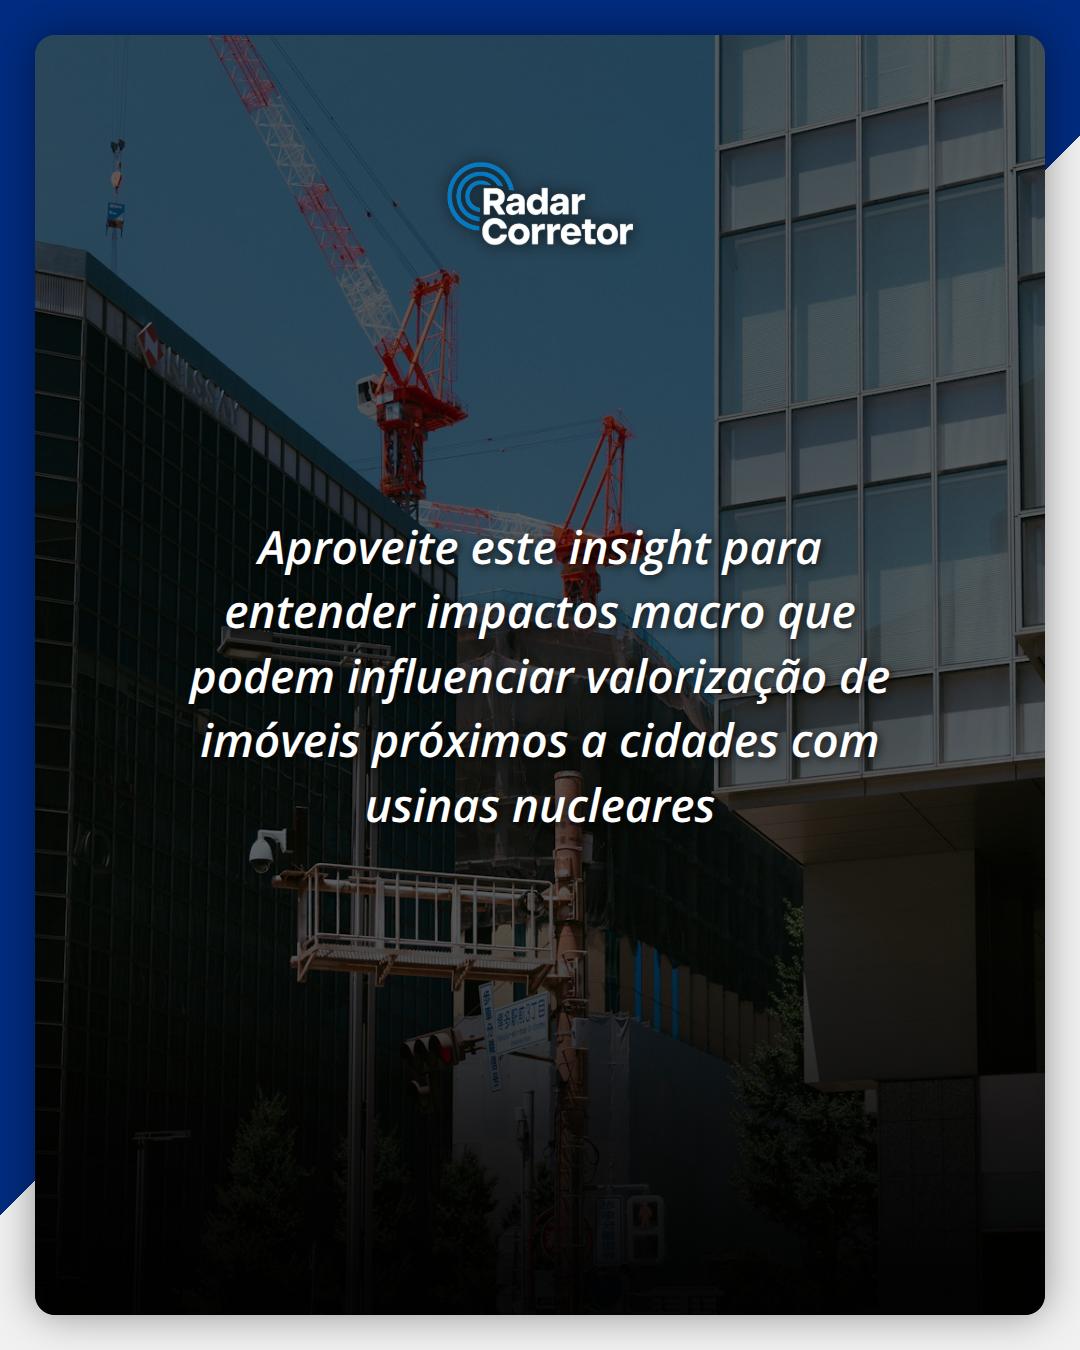 Radar
Corretor
NISSAY
Aproveite este insight para
entender impactos macro que
podem influenciar valorização de
imóveis próximos a cidades com
usinas nucleares